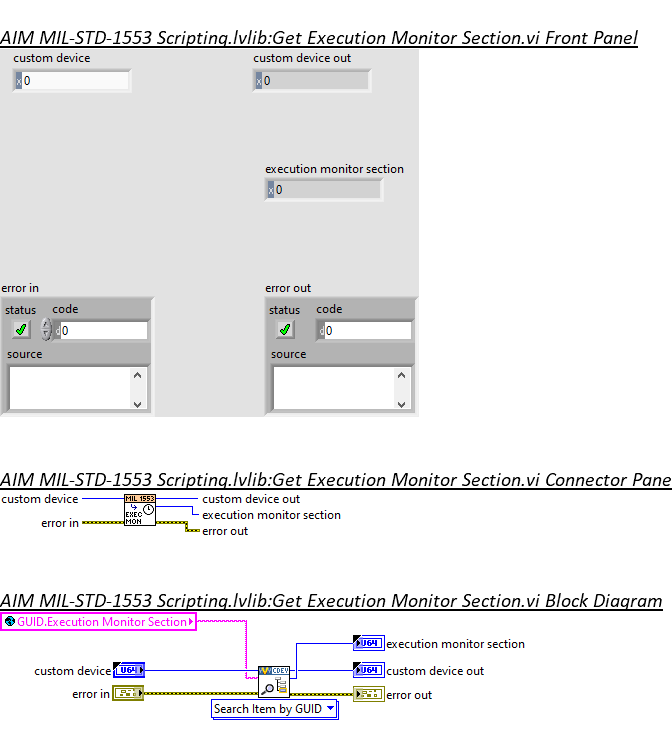 AIM MIL-STD-1553 Scripting.lvlib:Get Execution Monitor Section.vi Front Panel
custom device
custom device out
x 0
x 0
execution monitor section
x 0
error in
error out
status code
status code
d 0
d 0
source
source
AIM MIL-STD-1553 Scripting.lvlib:Get Execution Monitor Section.vi Connector Pane
custom device
MIL 1553
custom device out
EXEC
MON
execution monitor section
error in
error out
AIM MIL-STD-1553 Scripting.lvlib:Get Execution Monitor Section.vi Block Diagram
GUID.Execution Monitor Section
U64
execution monitor section
custom device
U64
CDEV
U64
custom device out
error in
error out
Search Item by GUID